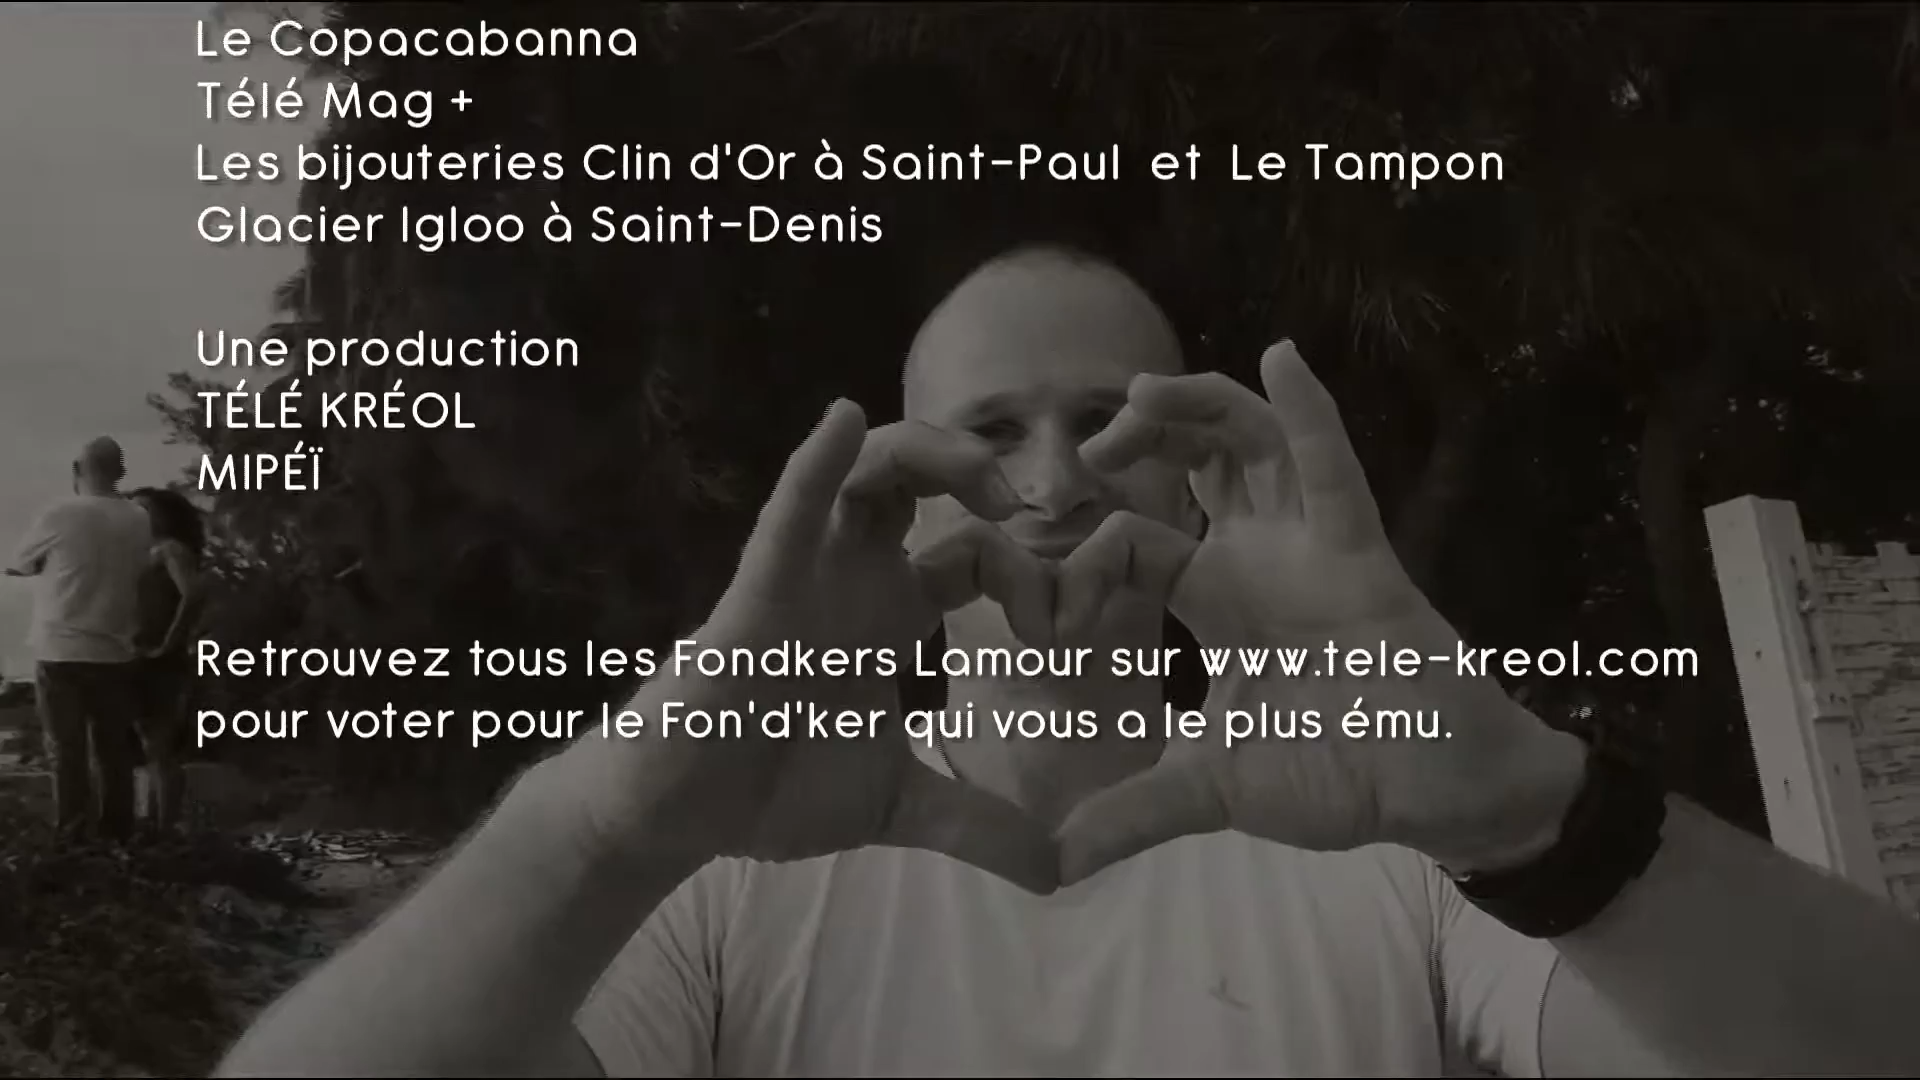 Le Copacabanna
Télé Mag +
Les bijouteries Clin d'Or à Saint-Paul et Le Tampon
Glacier Igloo à Saint-Denis
Une production
TÉLÉ KRÉOL
MIPÉÏ
Retrouvez tous les Fondkers Lamour sur www.tele-kreol.com
pour voter pour le Fon'd'ker qui vous a le plus ému.